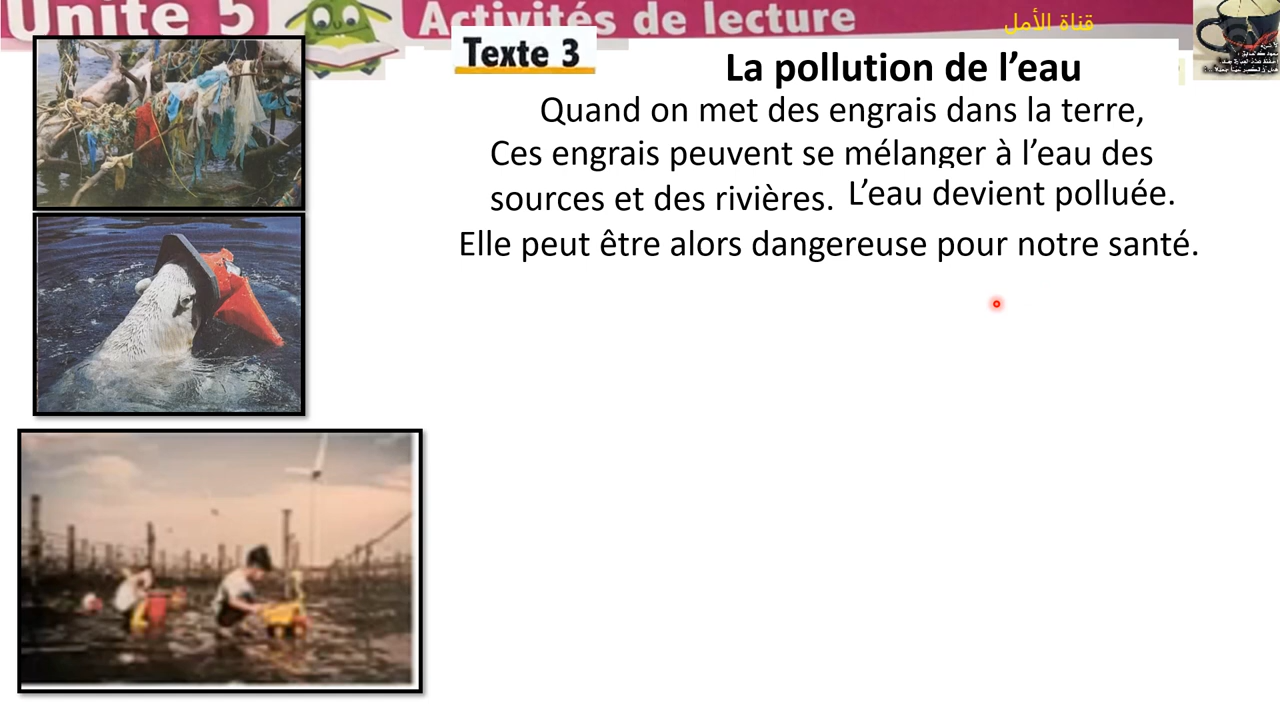 Unité 5
Activités de lecture
قناة الأمل
Texte 3
La pollution de l'eau
Quand on met des engrais dans la terre,
Ces engrais peuvent se mélanger à l'eau des
sources et des rivières. L'eau devient polluée.
Elle peut être alors dangereuse pour notre santé.